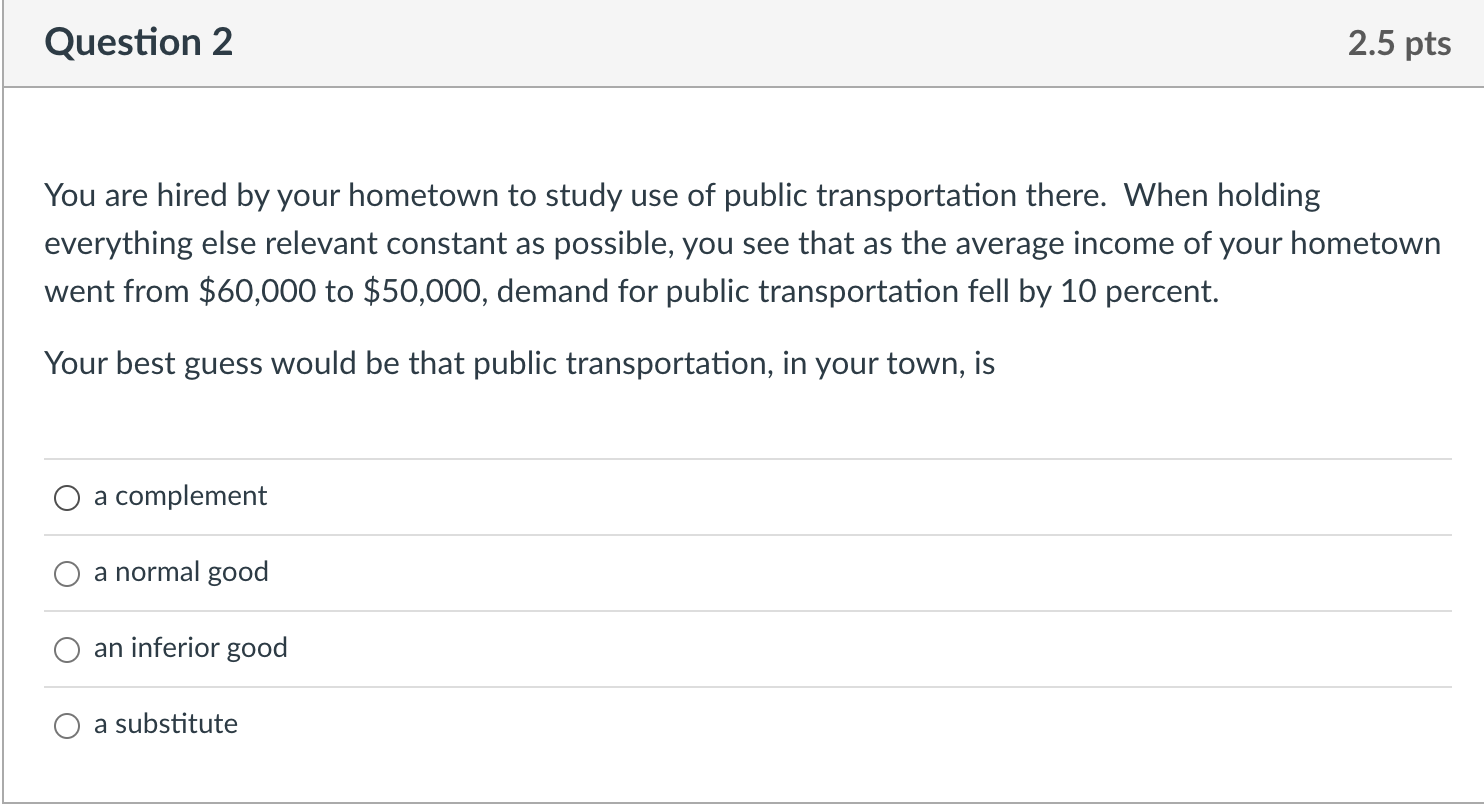 Question 2
2.5 pts
You are hired by your hometown to study use of public transportation there.  When holding
everything else relevant constant as possible, you see that as the average income of your hometown
went from $60,000 to $50,000, demand for public transportation fell by 10 percent.
Your best guess would be that public transportation, in your town, is
a complement
a normal good
an inferior good
a substitute